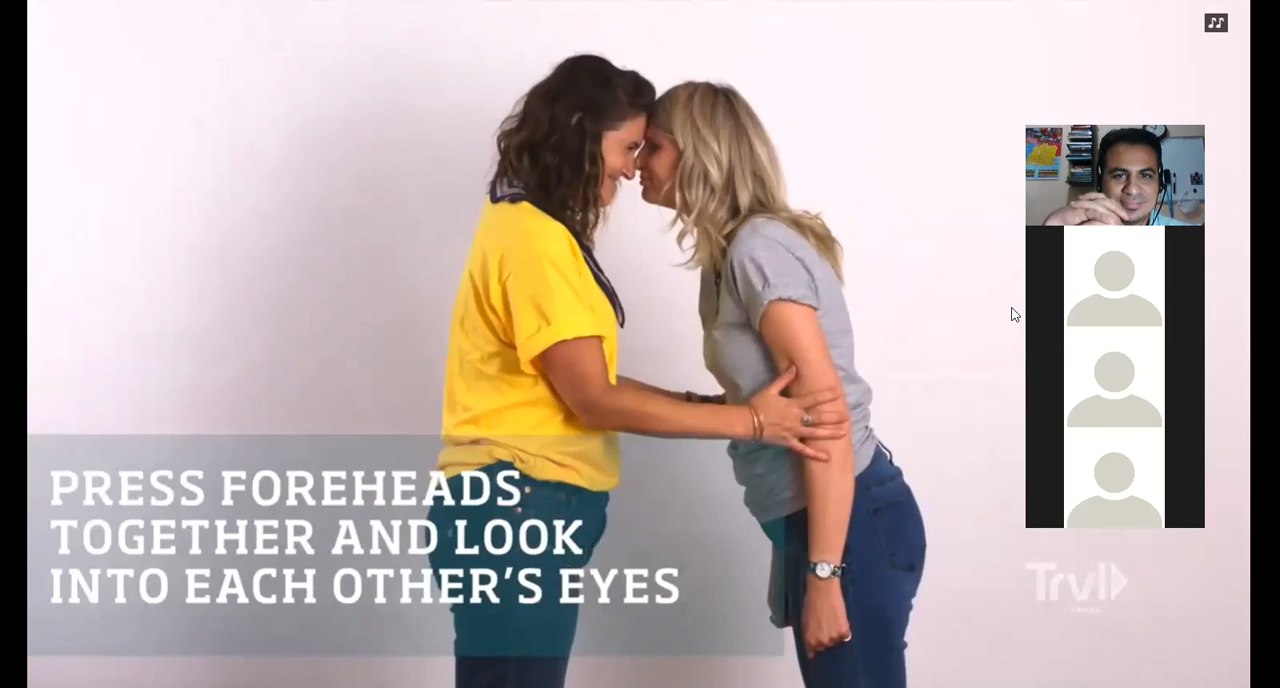 PRESS FOREHEADS
TOGETHER AND LOOK
INTO EACH OTHER'S EYES
Trvl